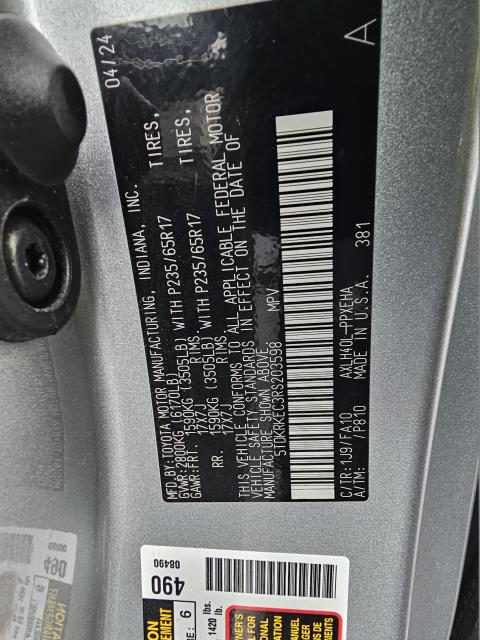 MFD. BY:TOYOTA MOTOR MANUFACTURING, INDIANA, INC. 04/24
GVWR:2800KG (6170LB)
GAWR:FRT. 1590KG (3505LB) WITH P235/65R17 TIRES,
17X7J RIMS
RR. 1590KG (3505LB) WITH P235/65R17 TIRES,
17X7J RIMS
THIS VEHICLE CONFORMS TO ALL APPLICABLE FEDERAL MOTOR
VEHICLE SAFETY STANDARDS IN EFFECT ON THE DATE OF
MANUFACTURE SHOWN ABOVE.
5TDKRKEC3RS203598 MPV
C/TR:1J9/FA10 AXLH40L-PPXEHA
A/TM: /P810 MADE IN U.S.A. 381 A
490
08490
6
1420 lbs.